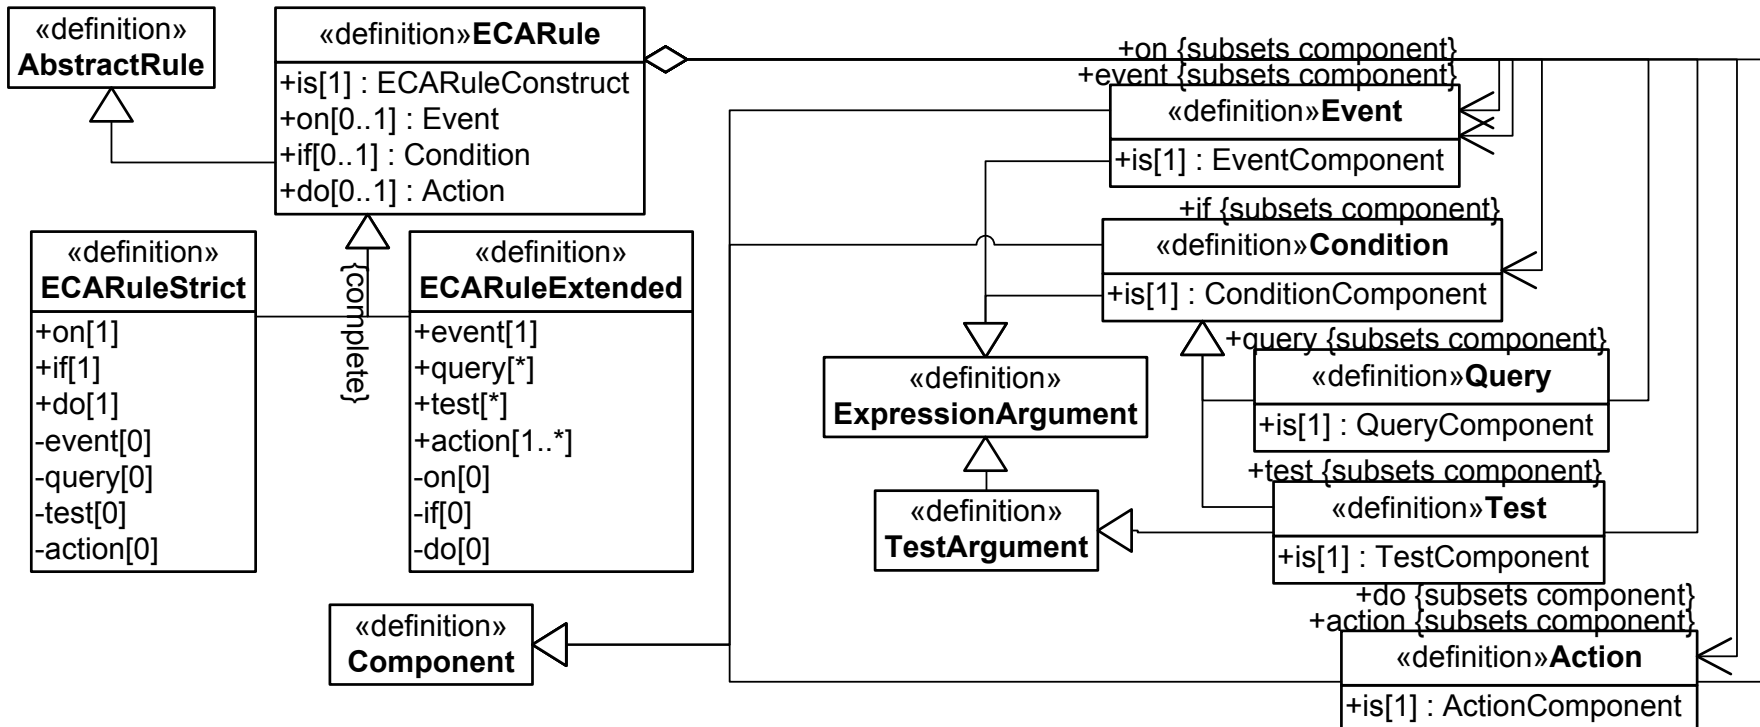 «definition»
AbstractRule
«definition»ECARule
+is[1] : ECARuleConstruct
+on[0..1] : Event
+if[0..1] : Condition
+do[0..1] : Action
«definition»
ECARuleStrict
+on[1]
+if[1]
+do[1]
-event[0]
-query[0]
-test[0]
-action[0]
{complete}
«definition»
ECARuleExtended
+event[1]
+query[*]
+test[*]
+action[1..*]
-on[0]
-if[0]
-do[0]
«definition»
Component
+on {subsets component}
+event {subsets component}
«definition»Event
+is[1] : EventComponent
+if {subsets component}
«definition»Condition
+is[1] : ConditionComponent
«definition»
ExpressionArgument
«definition»
TestArgument
+query {subsets component}
«definition»Query
+is[1] : QueryComponent
+test {subsets component}
«definition»Test
+is[1] : TestComponent
+do {subsets component}
+action {subsets component}
«definition»Action
+is[1] : ActionComponent